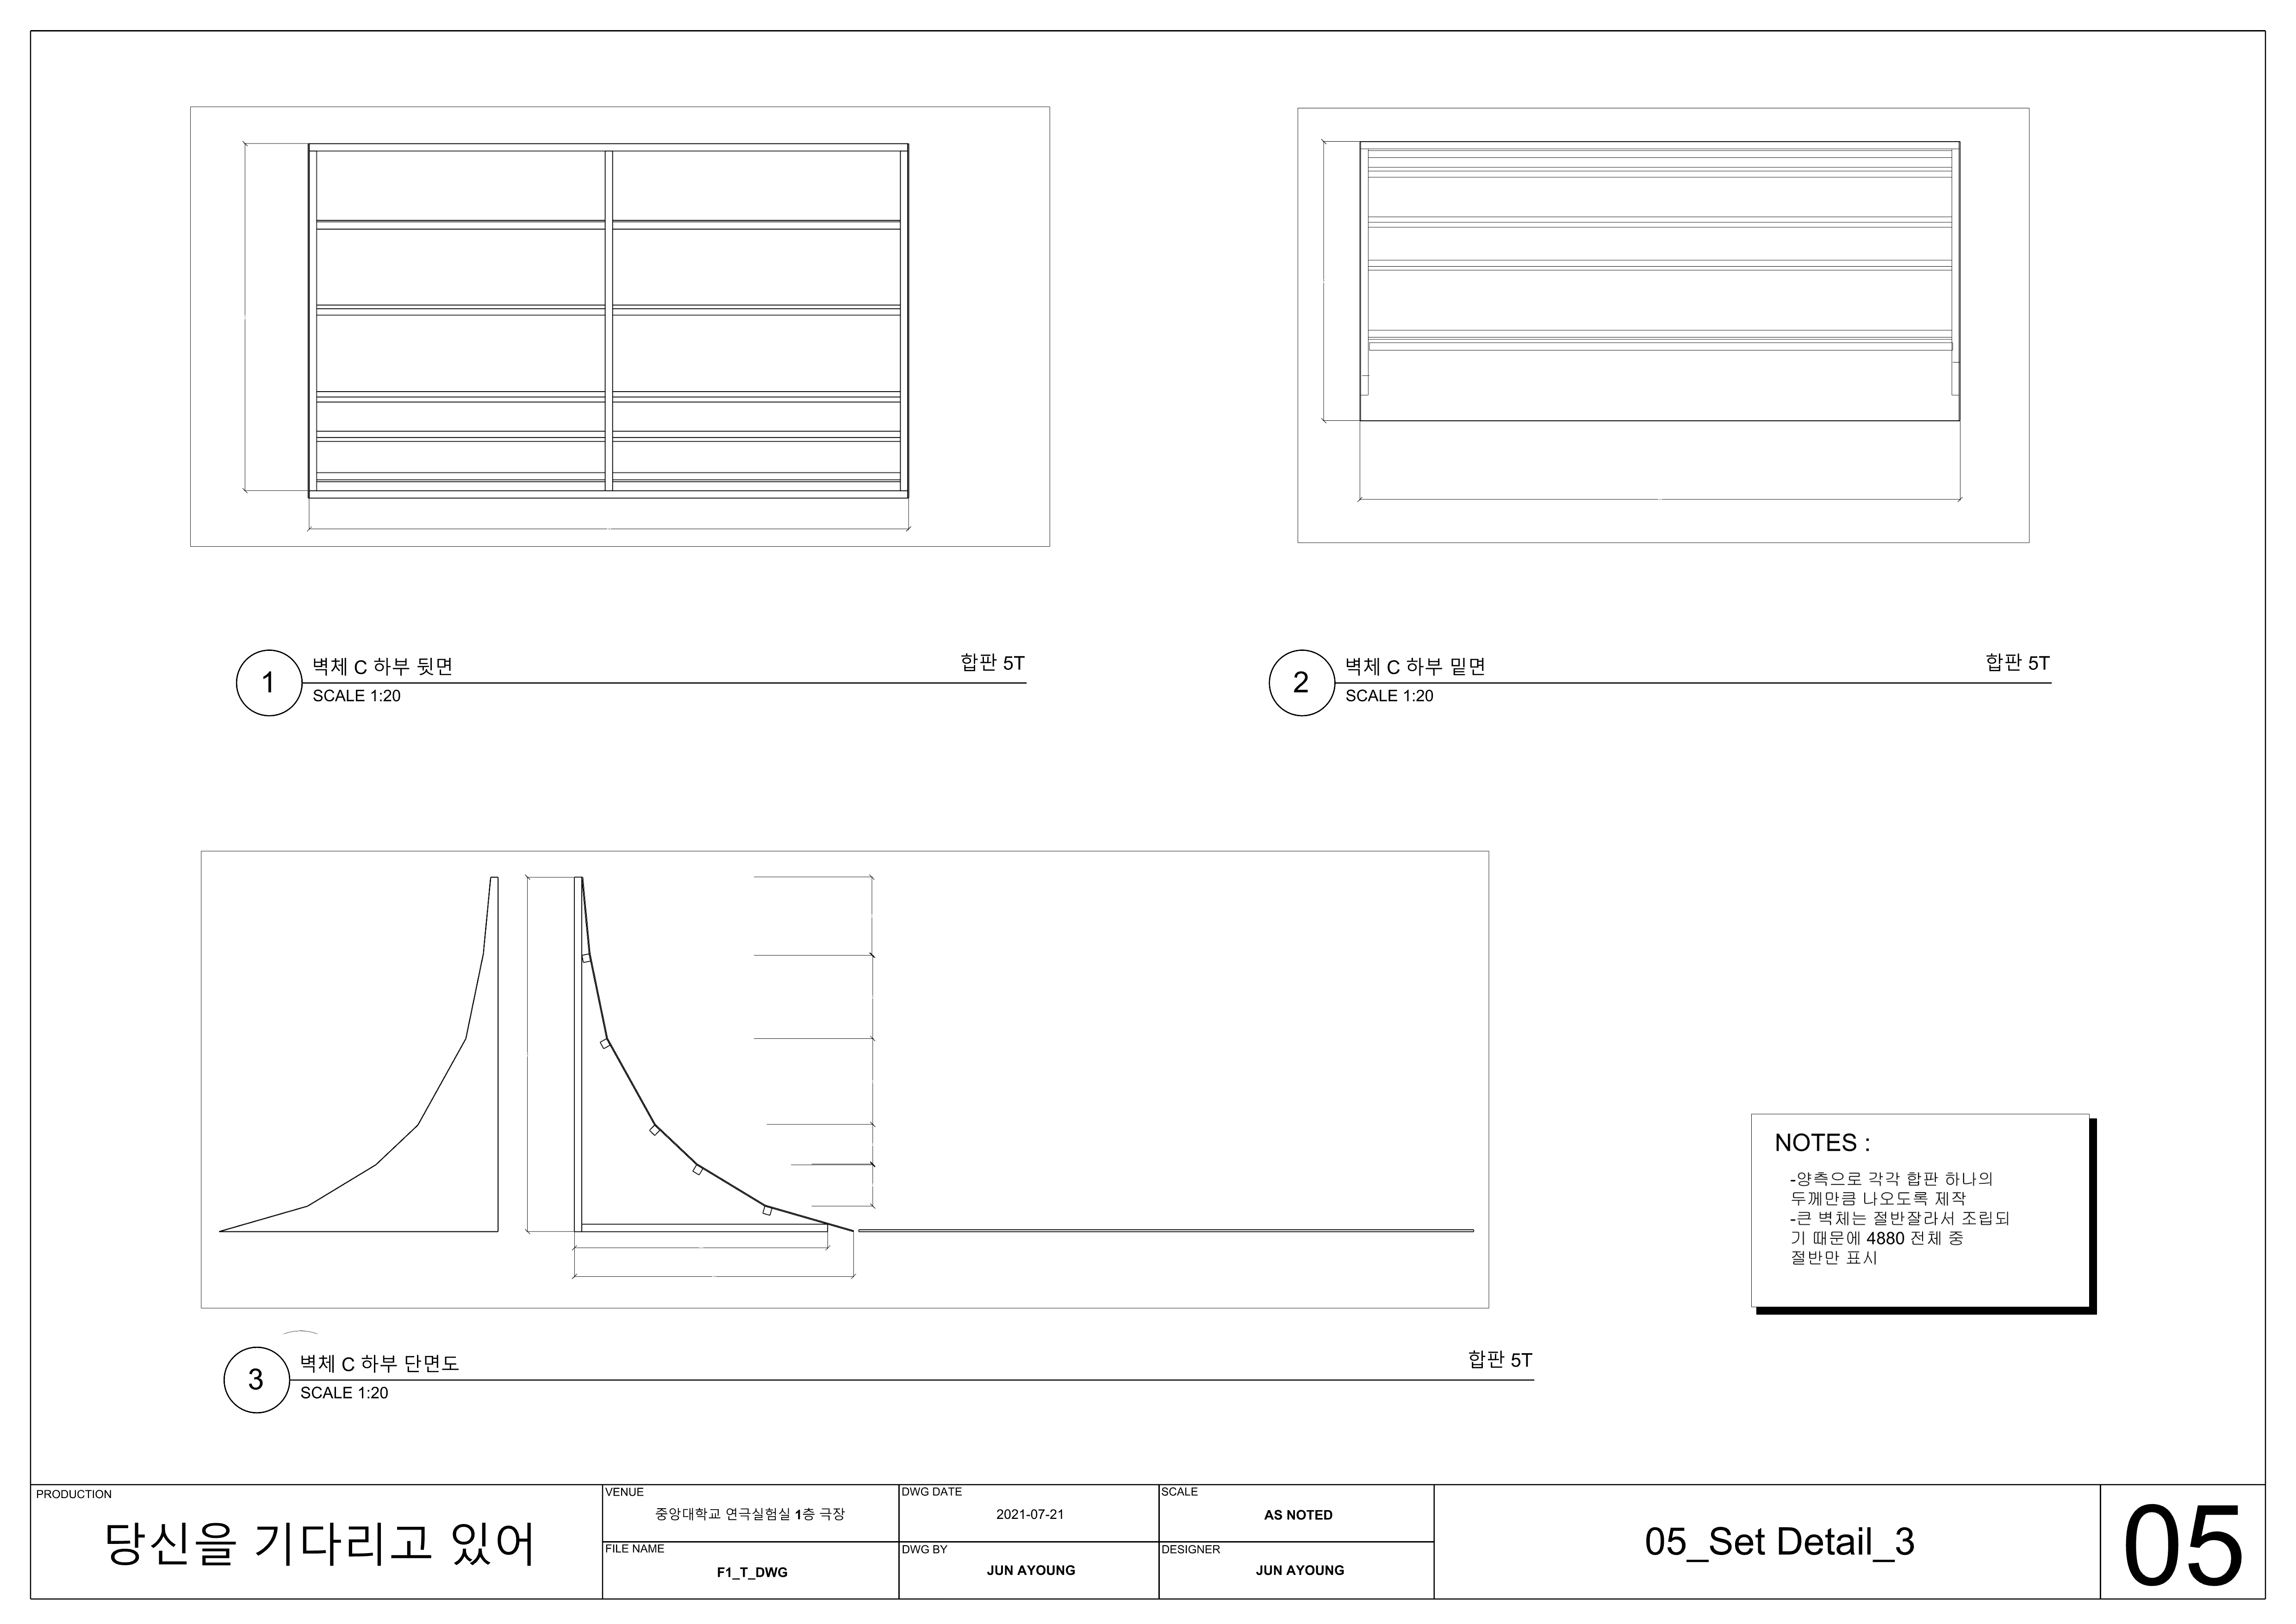 1
벽체 C 하부 뒷면
합판 5T
SCALE 1:20
2
벽체 C 하부 밑면
합판 5T
SCALE 1:20
3
벽체 C 하부 단면도
합판 5T
SCALE 1:20
NOTES :
-양측으로 각각 합판 하나의
두께만큼 나오도록 제작
-큰 벽체는 절반잘라서 조립되
기 때문에 4880 전체 중
절반만 표시
PRODUCTION
당신을 기다리고 있어
VENUE
중앙대학교 연극실험실 1층 극장
FILE NAME
F1_T_DWG
DWG DATE
2021-07-21
DWG BY
JUN AYOUNG
SCALE
AS NOTED
DESIGNER
JUN AYOUNG
05_Set Detail_3
05